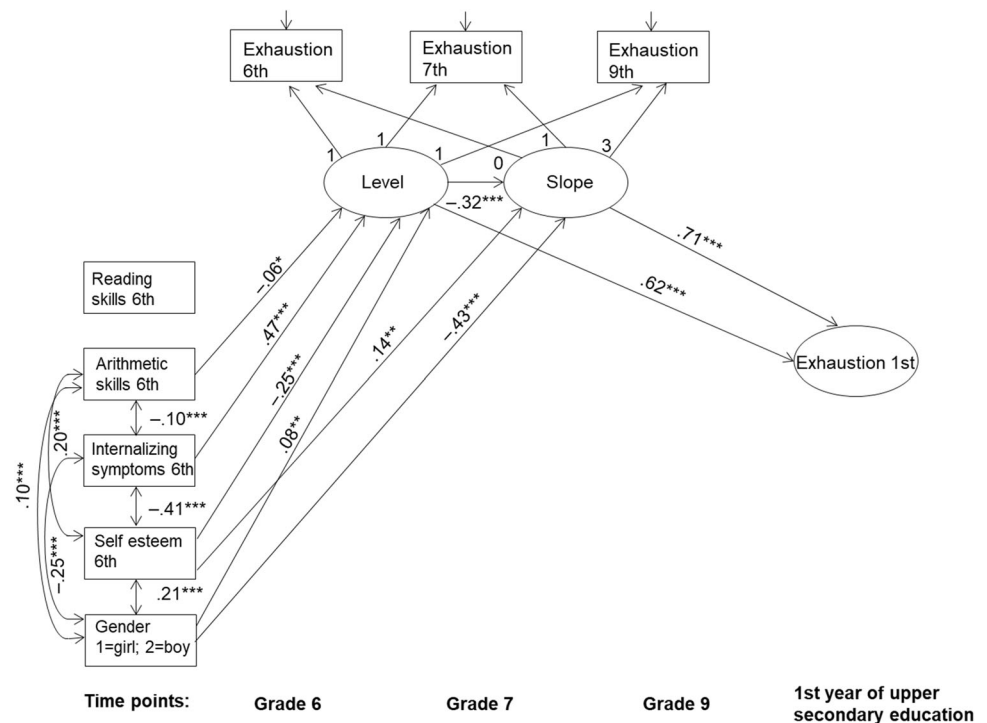 Exhaustion
6th
Exhaustion
7th
Exhaustion
9th
1
1
1
0
1
3
Level
Slope
–.32***
.71***
.62***
–.06*
.47***
–.25***
.08**
.14**
–.43***
Exhaustion 1st
Reading
skills 6th
Arithmetic
skills 6th
–.10***
.20***
Internalizing
symptoms 6th
.10***
–.41***
Self esteem
6th
–.25***
.21***
Gender
1=girl; 2=boy
Time points:
Grade 6
Grade 7
Grade 9
1st year of upper
secondary education